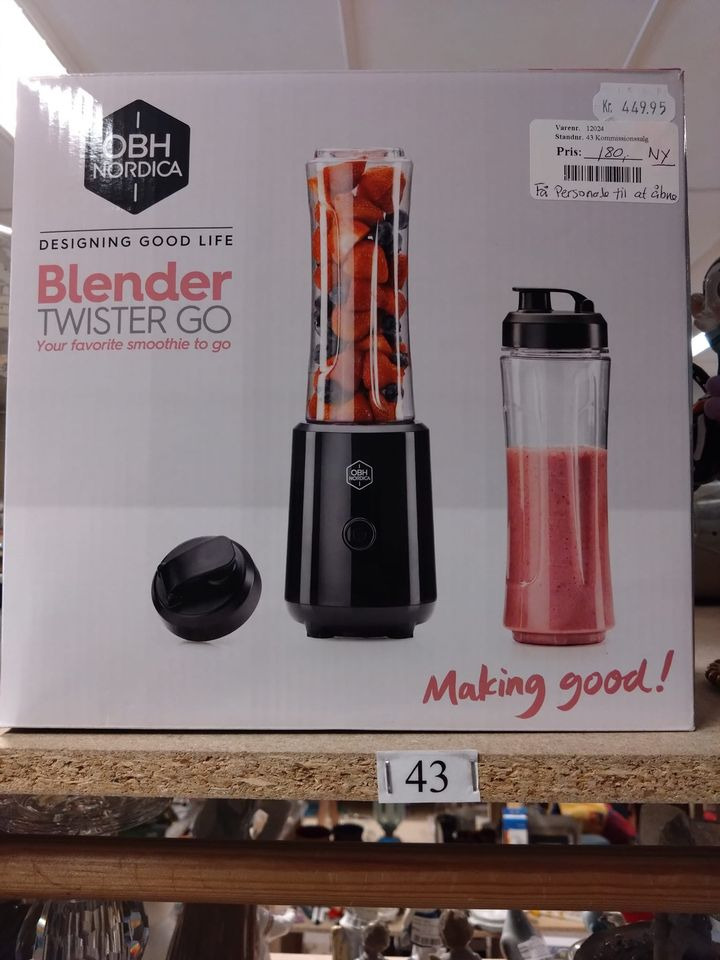 OBH
NORDICA
DESIGNING GOOD LIFE
Blender
TWISTER GO
Your favorite smoothie to go
Kr. 449.95
Varenr. 12024
Standnr. 43 Kommissionssalg
Pris: 180,- NY
Få Personale til at åbne
OBH
NORDICA
Making good!
43